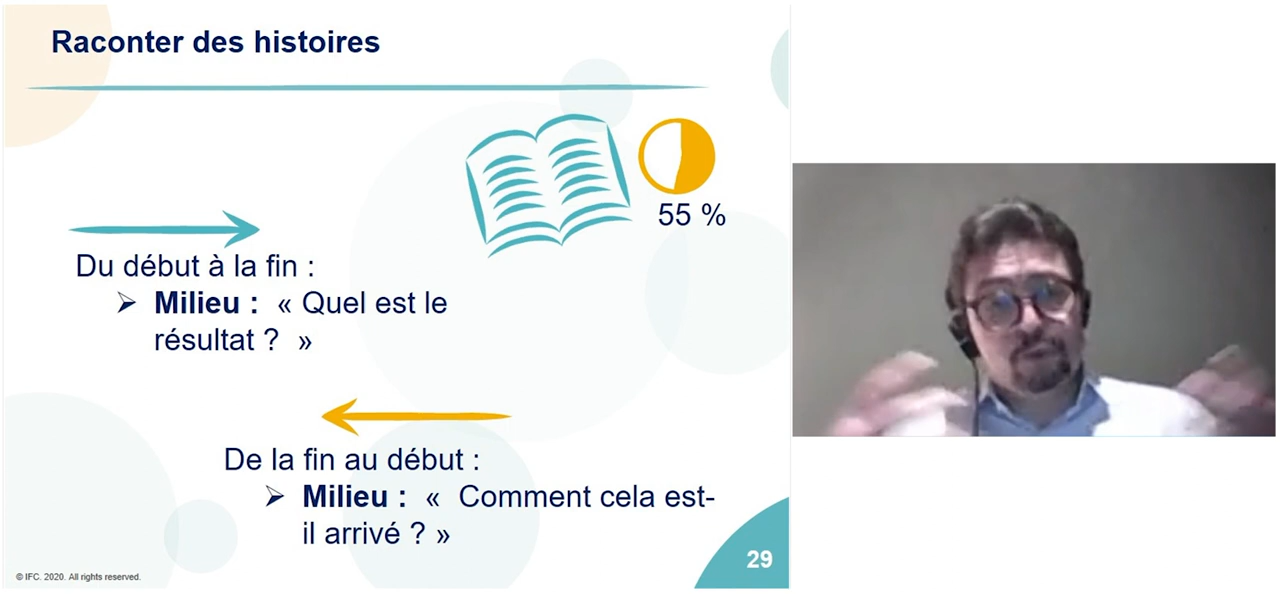 Raconter des histoires
55 %
Du début à la fin :
➢ Milieu : « Quel est le
résultat ? »
De la fin au début :
➢ Milieu : « Comment cela est-
il arrivé ? »
29
© IFC. 2020. All rights reserved.